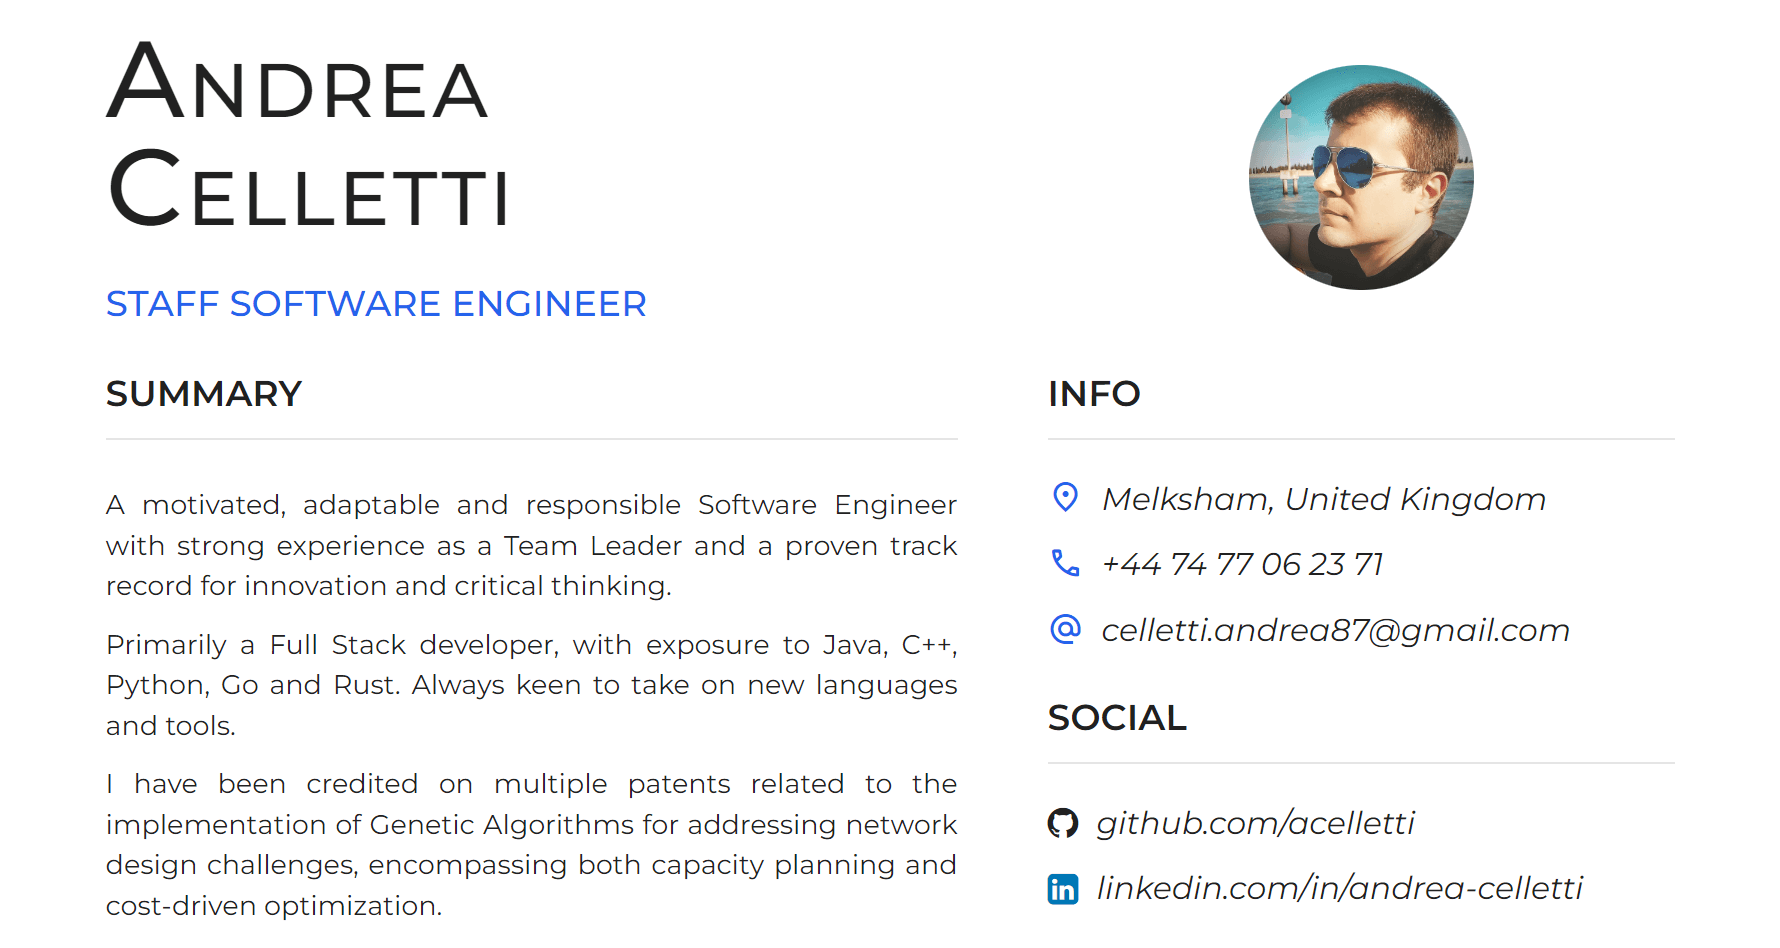 Andrea
Celletti
STAFF SOFTWARE ENGINEER
SUMMARY
A motivated, adaptable and responsible Software Engineer
with strong experience as a Team Leader and a proven track
record for innovation and critical thinking.
Primarily a Full Stack developer, with exposure to Java, C++,
Python, Go and Rust. Always keen to take on new languages
and tools.
I have been credited on multiple patents related to the
implementation of Genetic Algorithms for addressing network
design challenges, encompassing both capacity planning and
cost-driven optimization.
INFO
Melksham, United Kingdom
+44 74 77 06 23 71
celletti.andrea87@gmail.com
SOCIAL
github.com/acelletti
linkedin.com/in/andrea-celletti